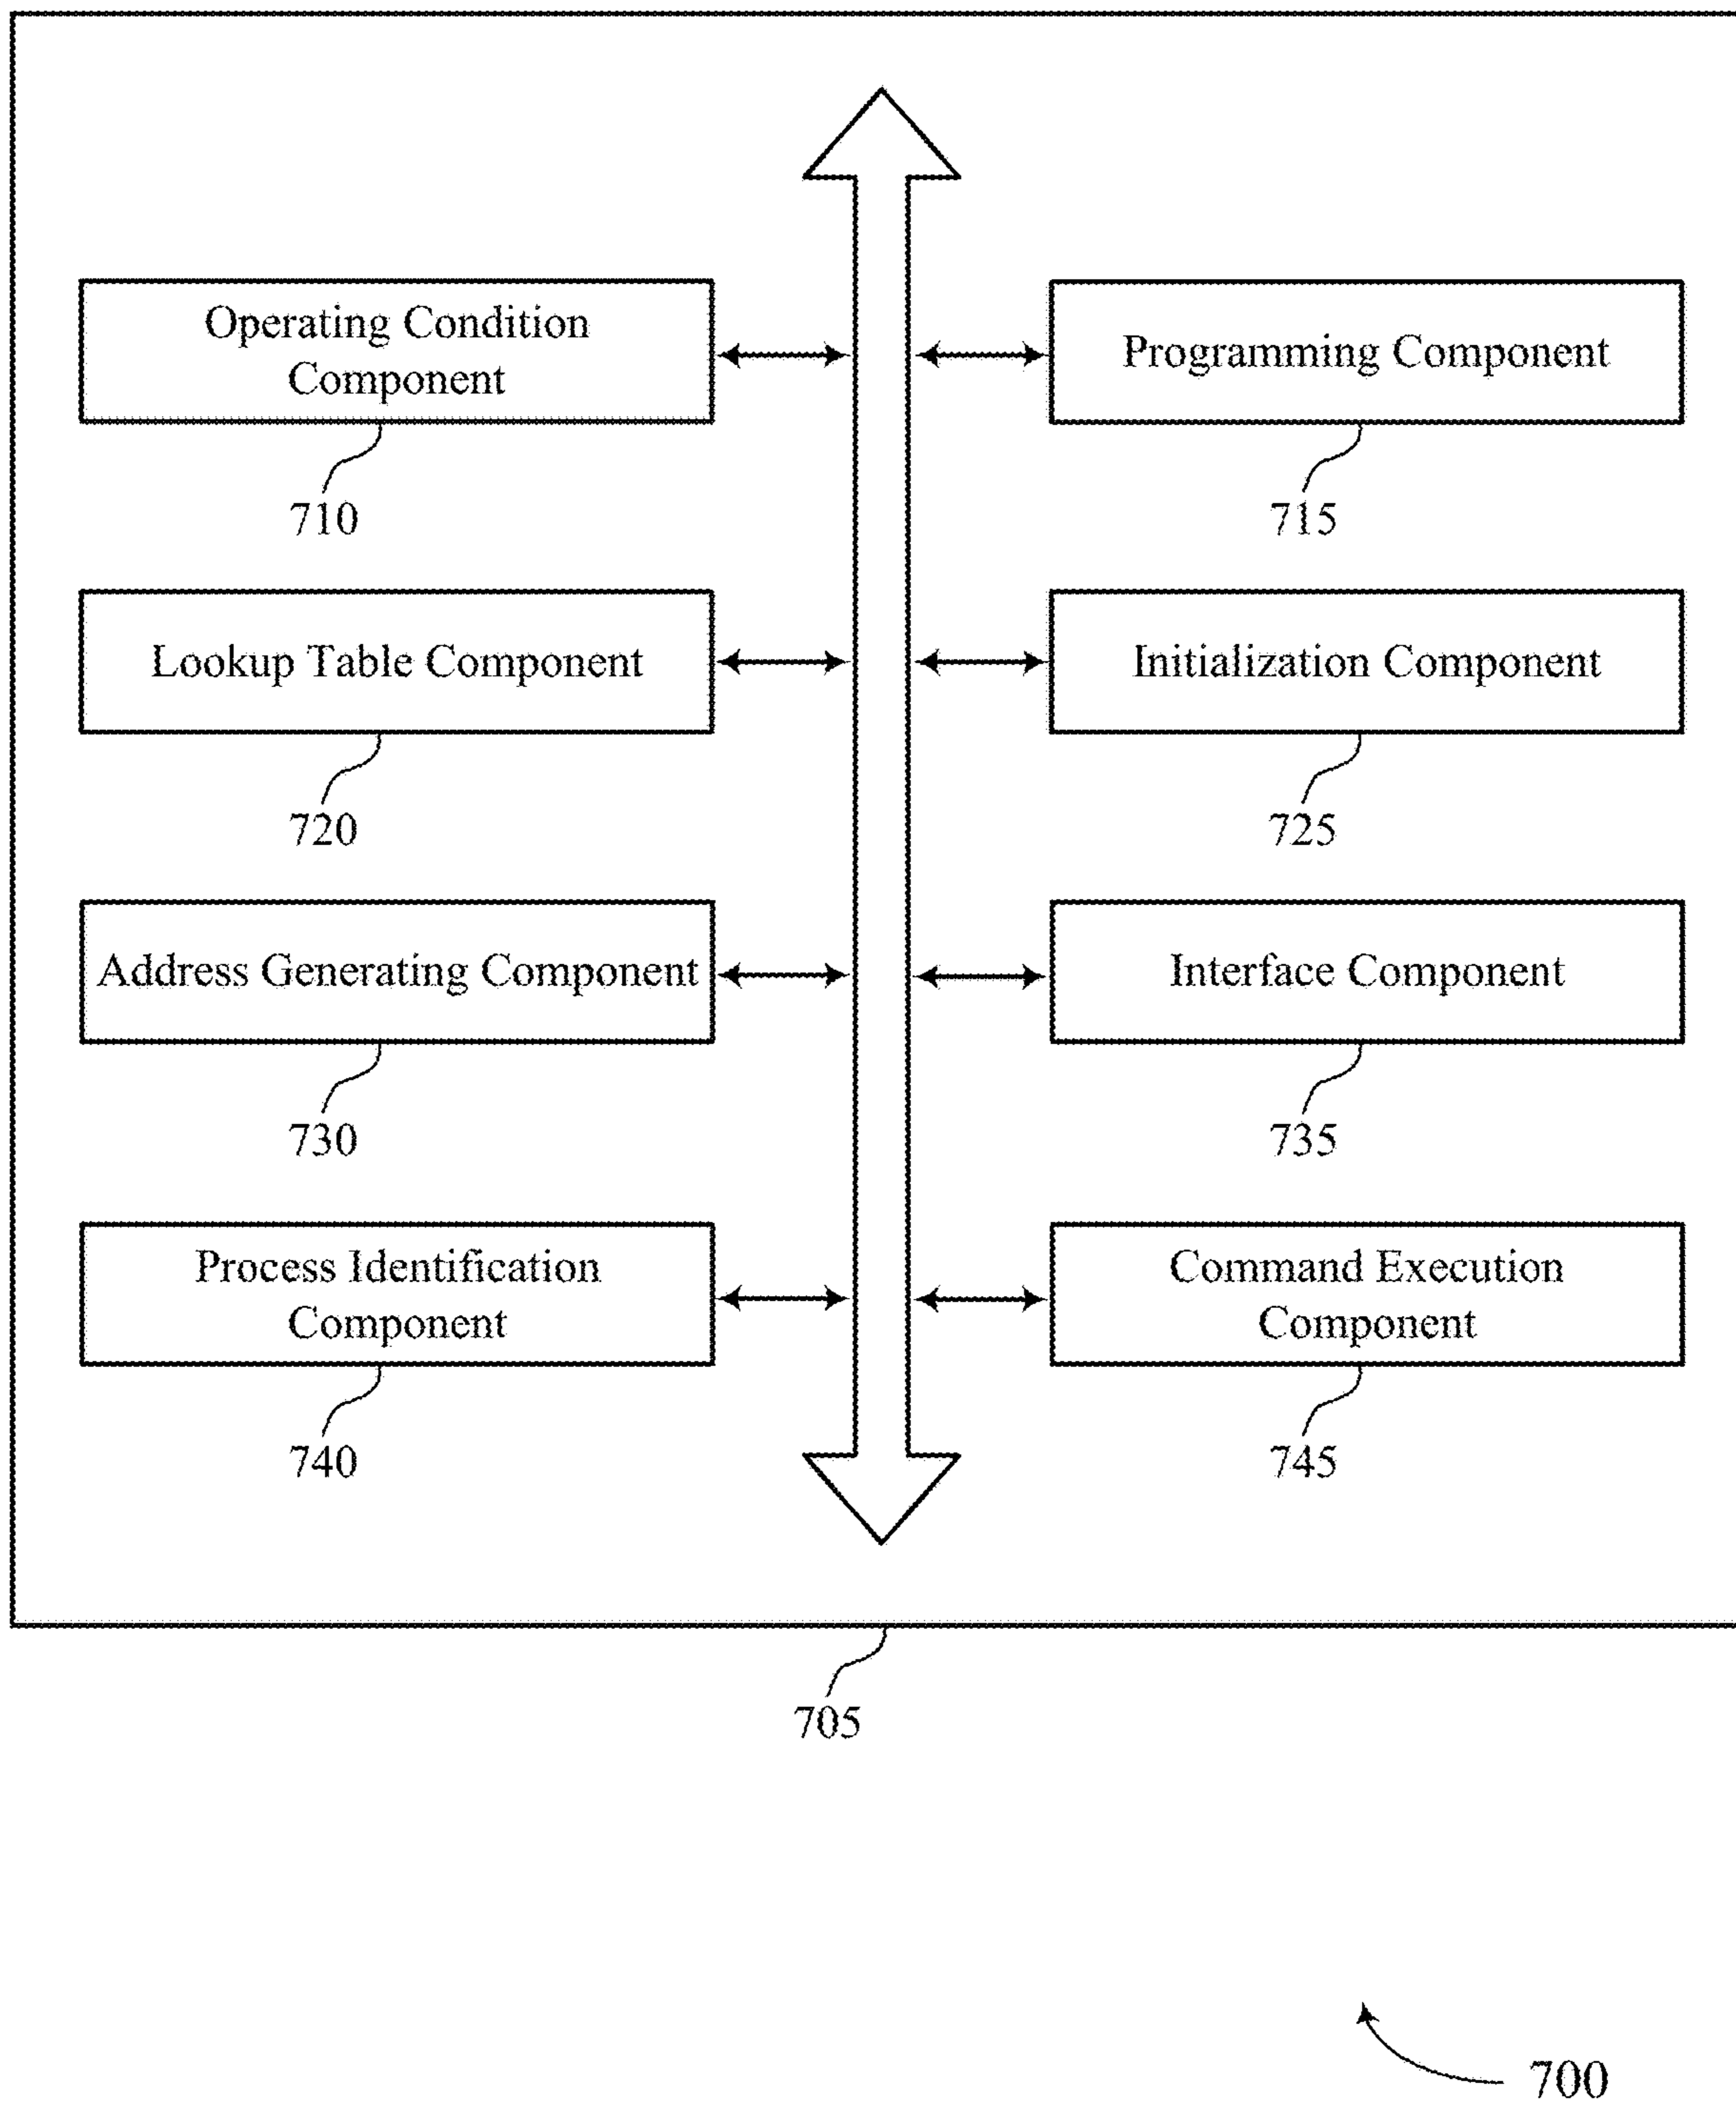 Operating Condition
Component
710
Programming Component
715
Lookup Table Component
720
Initialization Component
725
Address Generating Component
730
Interface Component
735
Process Identification
Component
740
Command Execution
Component
745
705
700